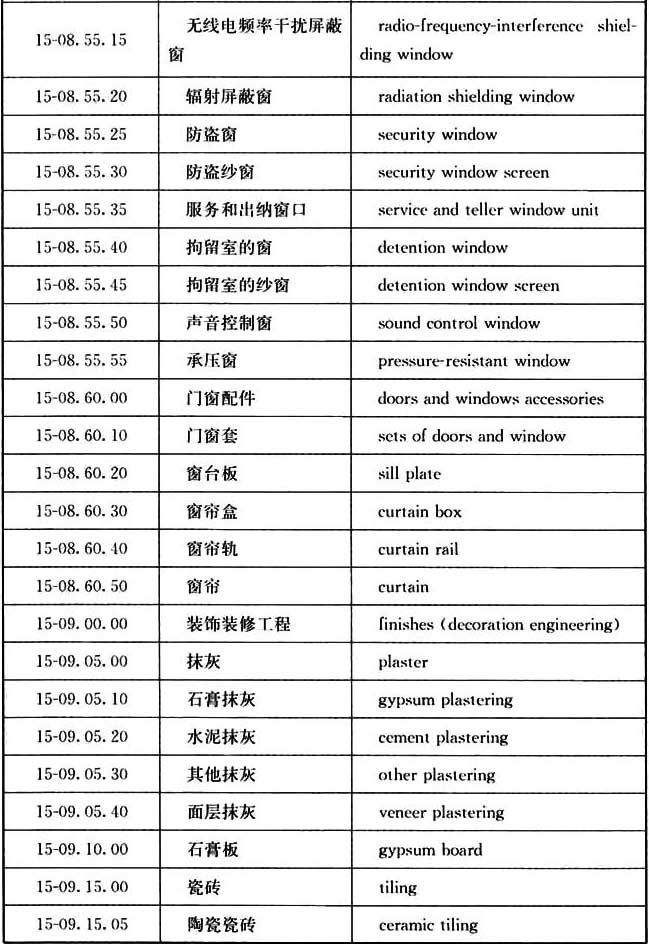 15-08.55.15 无线电频率干扰屏蔽窗 radio-frequency-interference shielding window
15-08.55.20 辐射屏蔽窗 radiation shielding window
15-08.55.25 防盗窗 security window
15-08.55.30 防盗纱窗 security window screen
15-08.55.35 服务和出纳窗口 service and teller window unit
15-08.55.40 拘留室的窗 detention window
15-08.55.45 拘留室的纱窗 detention window screen
15-08.55.50 声音控制窗 sound control window
15-08.55.55 承压窗 pressure-resistant window
15-08.60.00 门窗配件 doors and windows accessories
15-08.60.10 门窗套 sets of doors and window
15-08.60.20 窗台板 sill plate
15-08.60.30 窗帘盒 curtain box
15-08.60.40 窗帘轨 curtain rail
15-08.60.50 窗帘 curtain
15-09.00.00 装饰装修工程 finishes (decoration engineering)
15-09.05.00 抹灰 plaster
15-09.05.10 石膏抹灰 gypsum plastering
15-09.05.20 水泥抹灰 cement plastering
15-09.05.30 其他抹灰 other plastering
15-09.05.40 面层抹灰 veneer plastering
15-09.10.00 石膏板 gypsum board
15-09.15.00 瓷砖 tiling
15-09.15.05 陶瓷瓷砖 ceramic tiling